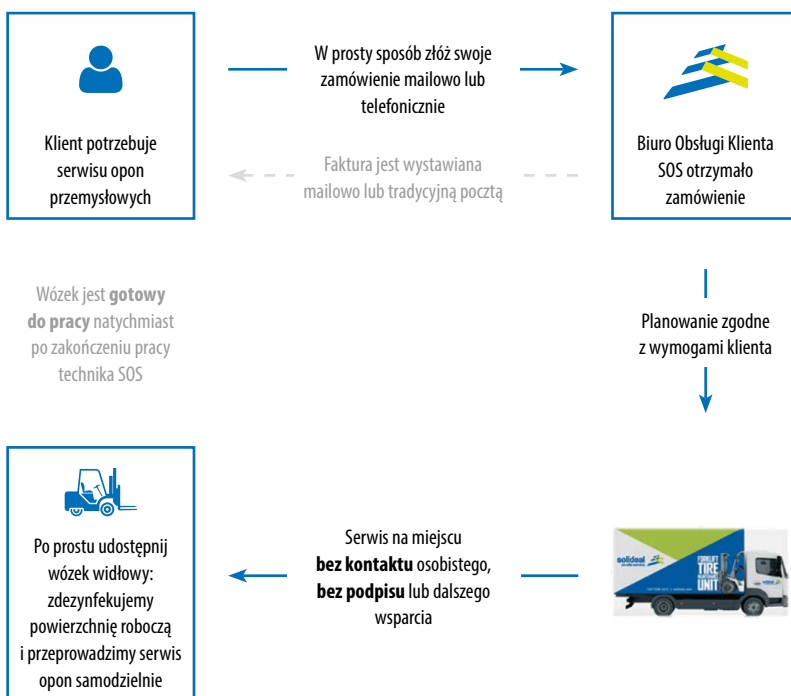 Klient potrzebuje
serwisu opon
przemysłowych
W prosty sposób złóż swoje
zamówienie mailowo lub
telefonicznie
Faktura jest wystawiana
mailowo lub tradycyjną pocztą
Biuro Obsługi Klienta
SOS otrzymało
zamówienie
Wózek jest gotowy
do pracy natychmiast
po zakończeniu pracy
technika SOS
Planowanie zgodne
z wymogami klienta
Po prostu udostępnij
wózek widłowy:
zdezynfekujemy
powierzchnię roboczą
i przeprowadzimy serwis
opon samodzielnie
Serwis na miejscu
bez kontaktu osobistego,
bez podpisu lub dalszego
wsparcia
solideal
FORKLIFT
TIRE
UNIT